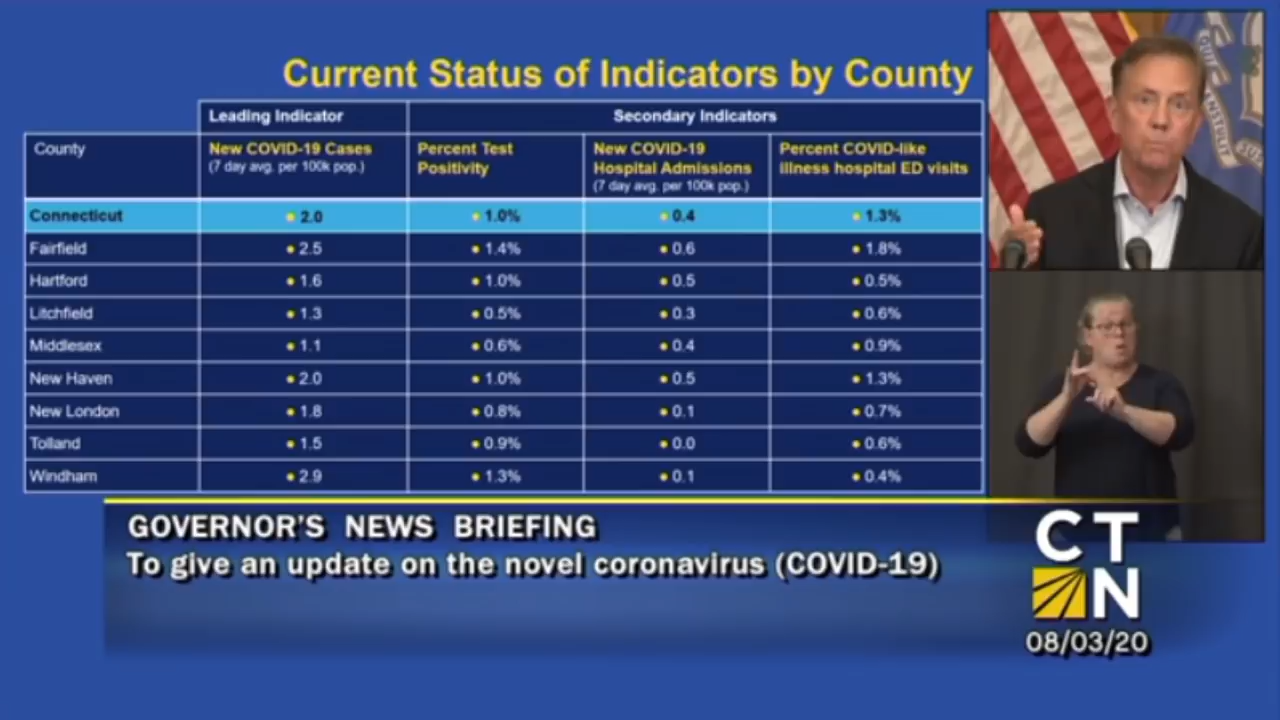 Current Status of Indicators by County
Leading Indicator Secondary Indicators
County New COVID-19 Cases Percent Test New COVID-19 Percent COVID-like
(7 day avg. per 100k pop.) Positivity Hospital Admissions illness hospital ED visits
(7 day avg. per 100k pop.)
Connecticut • 2.0 • 1.0% • 0.4 • 1.3%
Fairfield • 2.5 • 1.4% • 0.6 • 1.8%
Hartford • 1.6 • 1.0% • 0.5 • 0.5%
Litchfield • 1.3 • 0.5% • 0.3 • 0.6%
Middlesex • 1.1 • 0.6% • 0.4 • 0.9%
New Haven • 2.0 • 1.0% • 0.5 • 1.3%
New London • 1.8 • 0.8% • 0.1 • 0.7%
Tolland • 1.5 • 0.9% • 0.0 • 0.6%
Windham • 2.9 • 1.3% • 0.1 • 0.4%
GOVERNOR'S NEWS BRIEFING
To give an update on the novel coronavirus (COVID-19)
CT
N
08/03/20